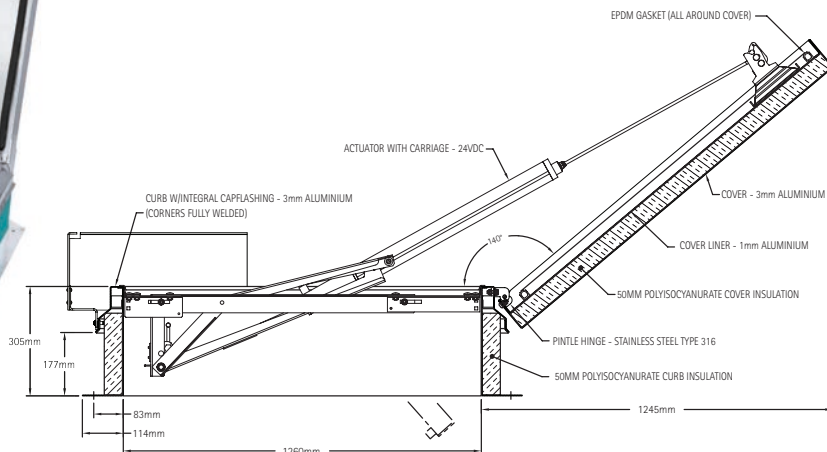 EPDM GASKET (ALL AROUND COVER)
ACTUATOR WITH CARRIAGE - 24VDC
CURB W/INTEGRAL CAPFLASHING - 3mm ALUMINIUM
(CORNERS FULLY WELDED)
COVER - 3mm ALUMINIUM
140°
COVER LINER - 1mm ALUMINIUM
50MM POLYISOCYANURATE COVER INSULATION
PINTLE HINGE - STAINLESS STEEL TYPE 316
305mm
177mm
50MM POLYISOCYANURATE CURB INSULATION
83mm
1245mm
114mm
1260mm